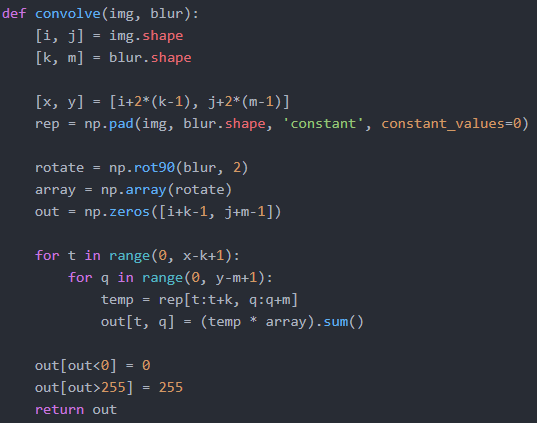 def convolve(img, blur):
    [i, j] = img.shape
    [k, m] = blur.shape

    [x, y] = [i+2*(k-1), j+2*(m-1)]
    rep = np.pad(img, blur.shape, 'constant', constant_values=0)

    rotate = np.rot90(blur, 2)
    array = np.array(rotate)
    out = np.zeros([i+k-1, j+m-1])

    for t in range(0, x-k+1):
        for q in range(0, y-m+1):
            temp = rep[t:t+k, q:q+m]
            out[t, q] = (temp * array).sum()

    out[out<0] = 0
    out[out>255] = 255
    return out